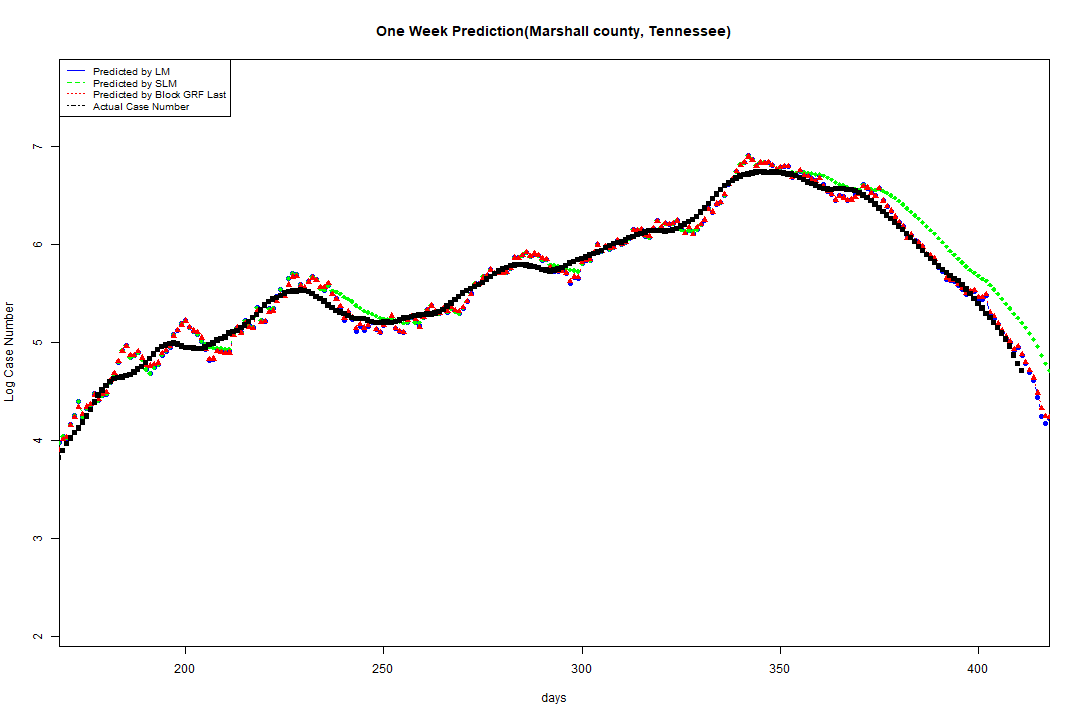 One Week Prediction(Marshall county, Tennessee)
Predicted by LM
Predicted by SLM
Predicted by Block GRF Last
Actual Case Number
Log Case Number
7
6
5
4
3
2
200 250 300 350 400
days